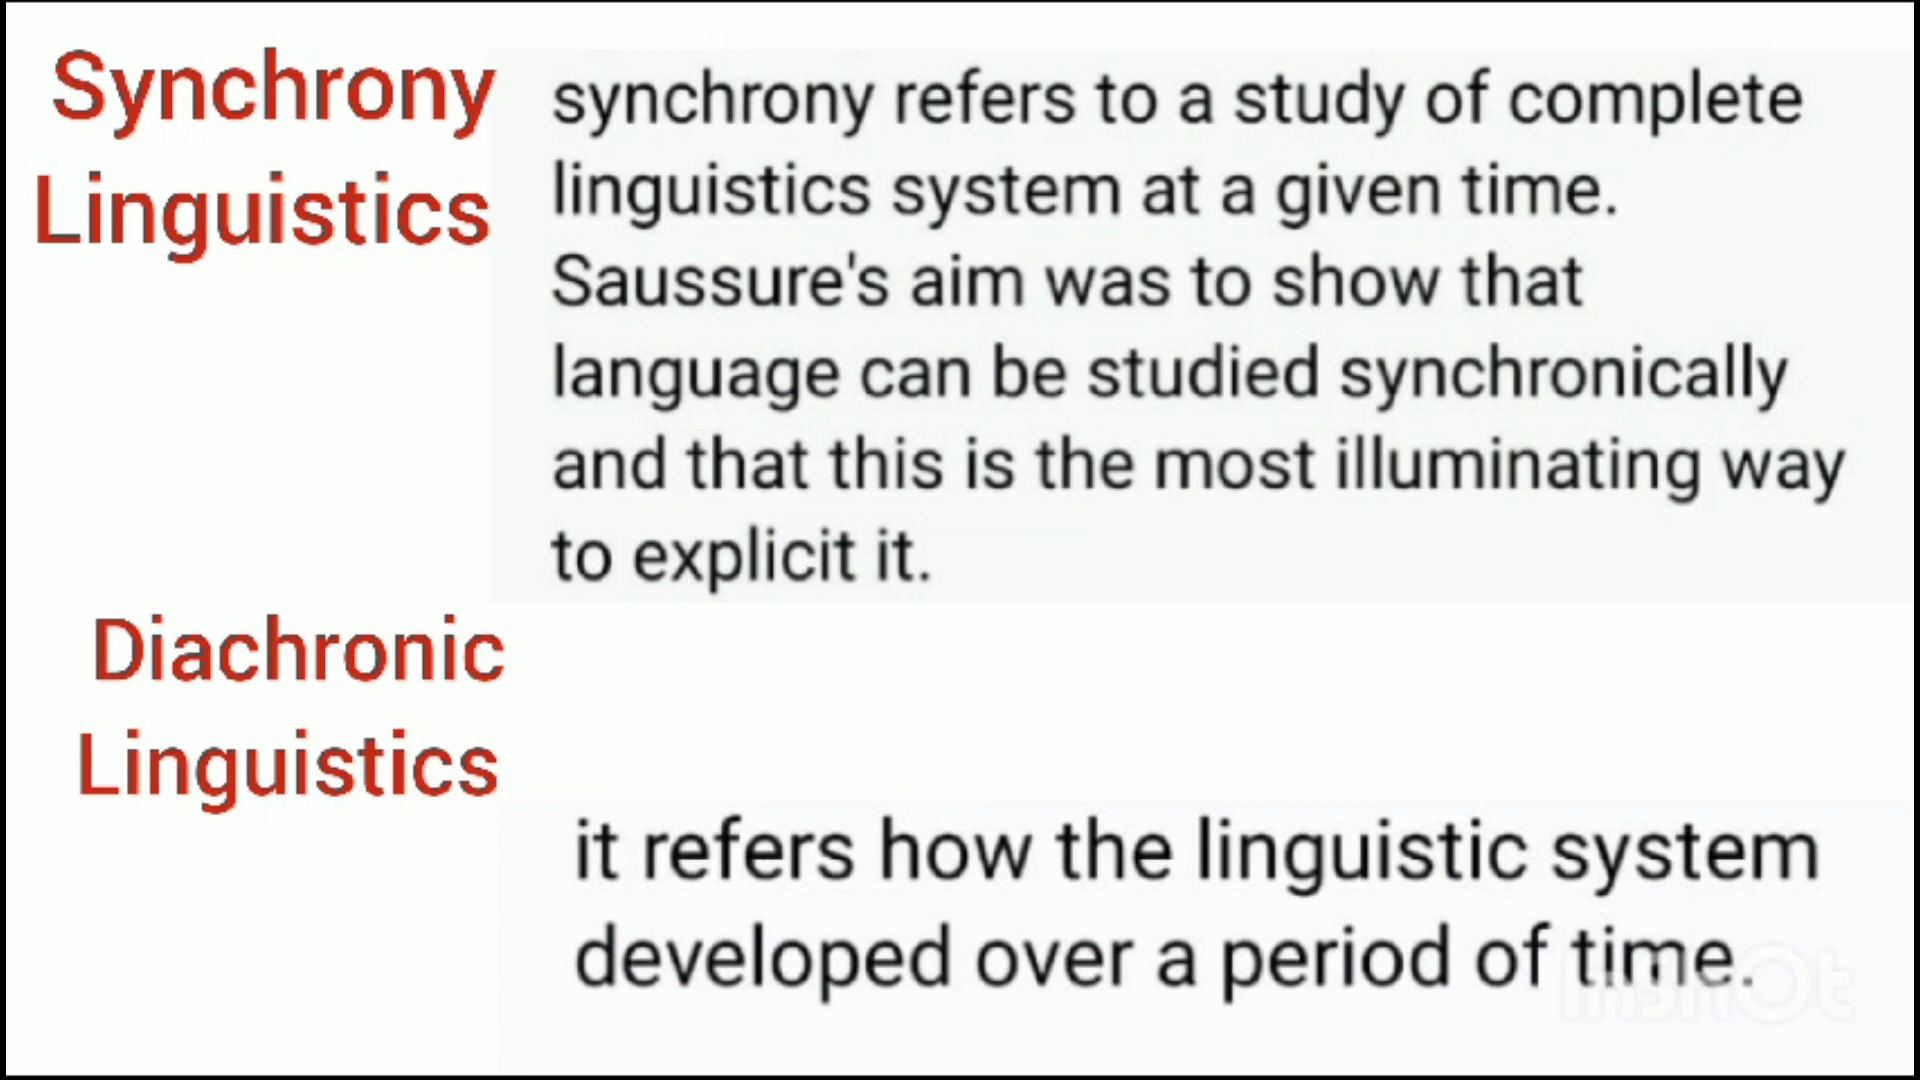 Synchrony
Linguistics
synchrony refers to a study of complete
linguistics system at a given time.
Saussure's aim was to show that
language can be studied synchronically
and that this is the most illuminating way
to explicit it.
Diachronic
Linguistics
it refers how the linguistic system
developed over a period of time.